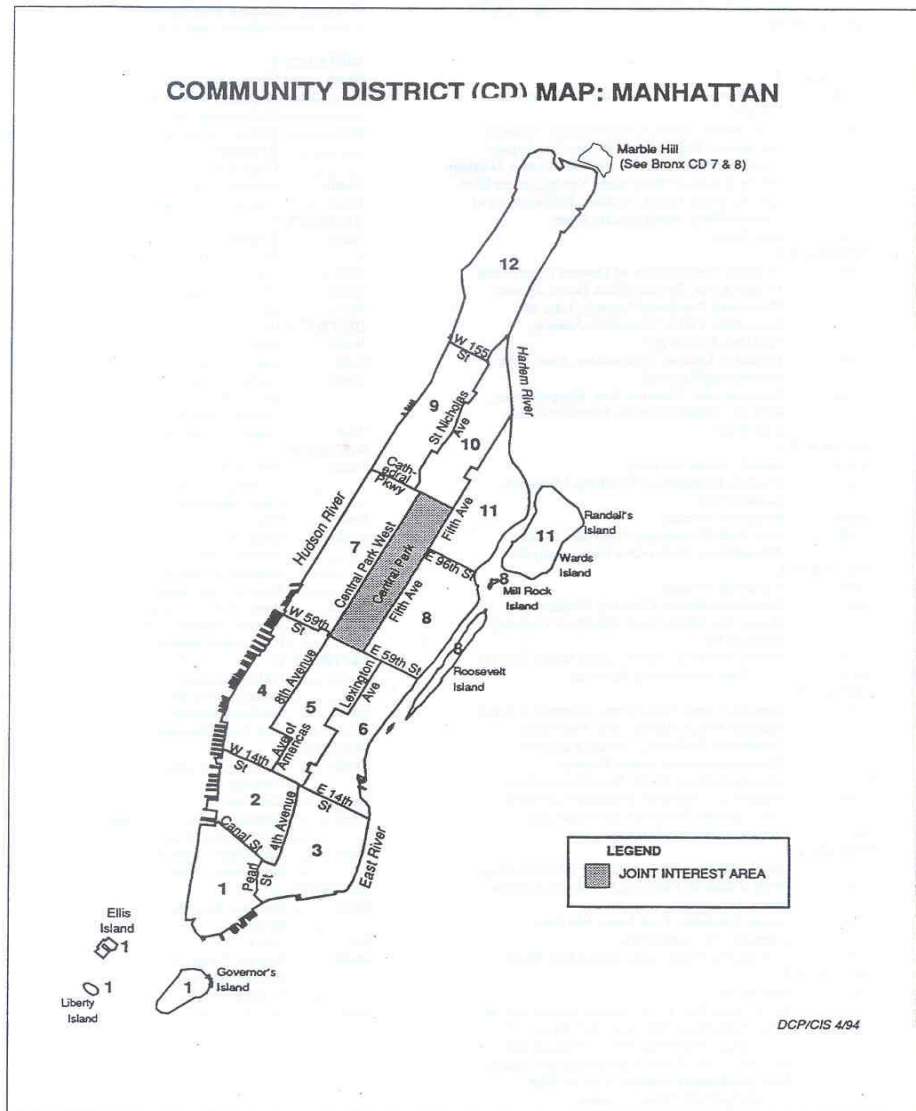 COMMUNITY DISTRICT (CD) MAP: MANHATTAN
Marble Hill
(See Bronx CD 7 & 8)
12
W 155
St
Harlem River
9
St Nicholas
Ave
10
Cath-
edral
Pkwy
Hudson River
Fifth Ave
11
Randall's
Island
11
Wards
Island
7
Central Park West
Central Park
E 96th St
8
Mill Rock
Island
Fifth Ave
8
W 59th
St
E 59th St
8
Roosevelt
Island
4
8th Avenue
5
Lexington
Ave
6
Ave of
Americas
W 14th
St
E 14th
St
2
4th Avenue
3
Canal St
East River
Pearl
St
1
LEGEND
JOINT INTEREST AREA
Ellis
Island
1
Liberty
Island
1
1
Governor's
Island
DCP/CIS 4/94